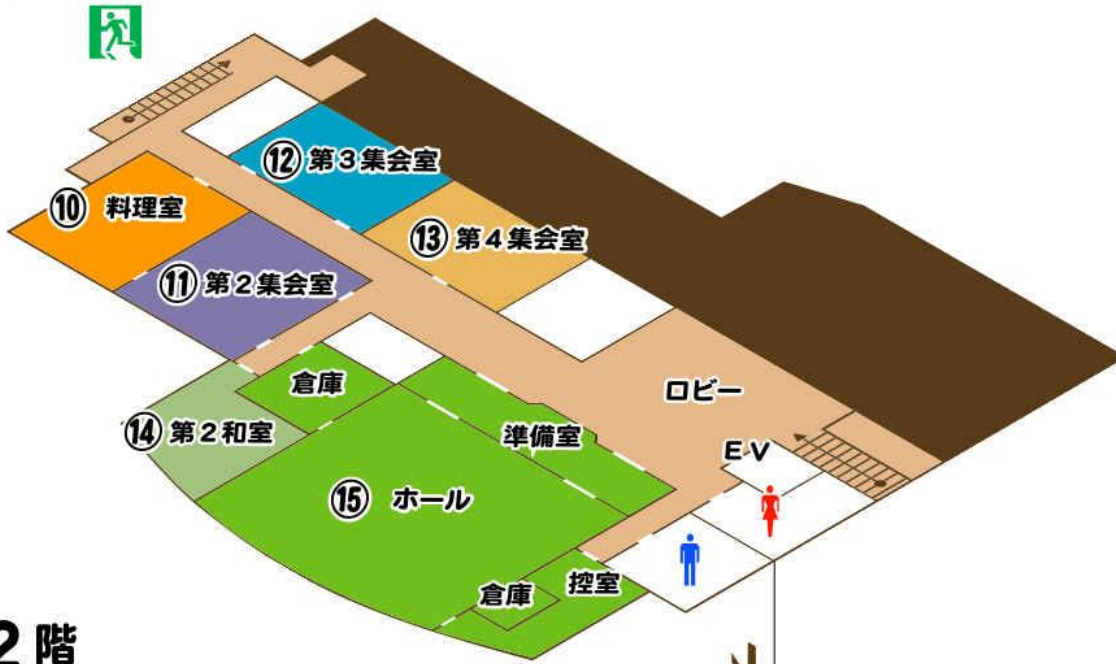 ⑫ 第3集会室
⑩ 料理室
⑬ 第4集会室
⑪ 第2集会室
倉庫
ロビー
⑭ 第2和室
準備室
EV
⑮ ホール
倉庫
控室
2階